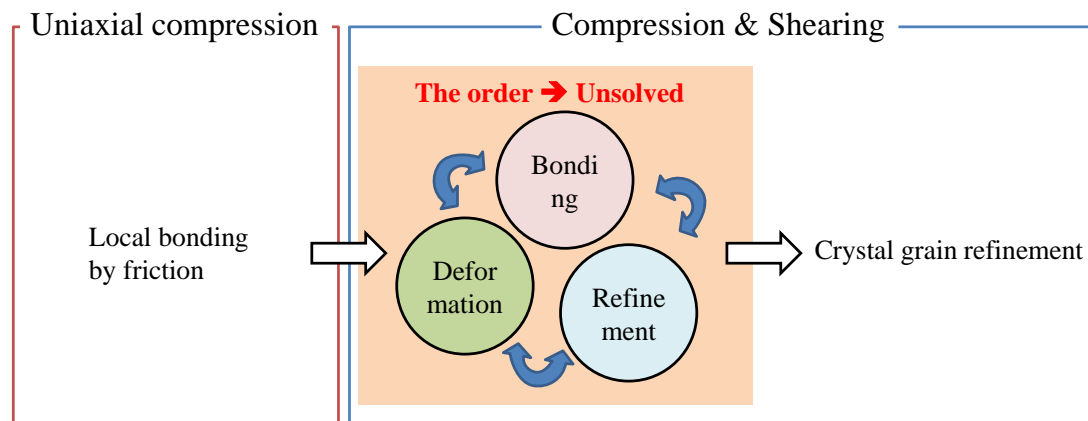 Uniaxial compression
Compression & Shearing
The order ➔ Unsolved
Bondi
ng
Local bonding
by friction
Defor
mation
Refine
ment
Crystal grain refinement